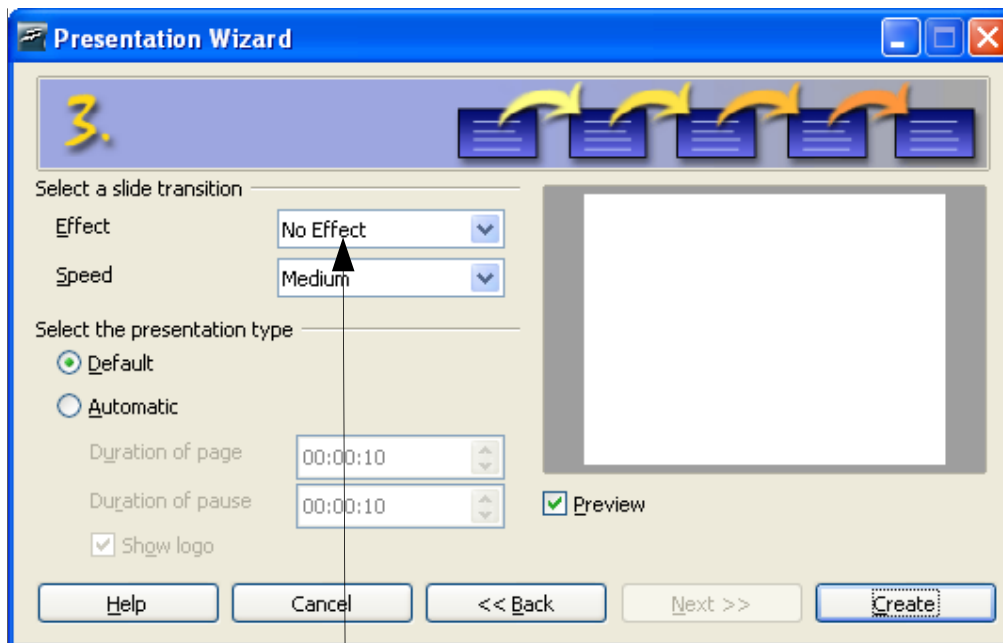 Presentation Wizard
3.
Select a slide transition
Effect No Effect
Speed Medium
Select the presentation type
Default
Automatic
Duration of page 00:00:10
Duration of pause 00:00:10
Preview
Show logo
Help Cancel << Back Next >> Create